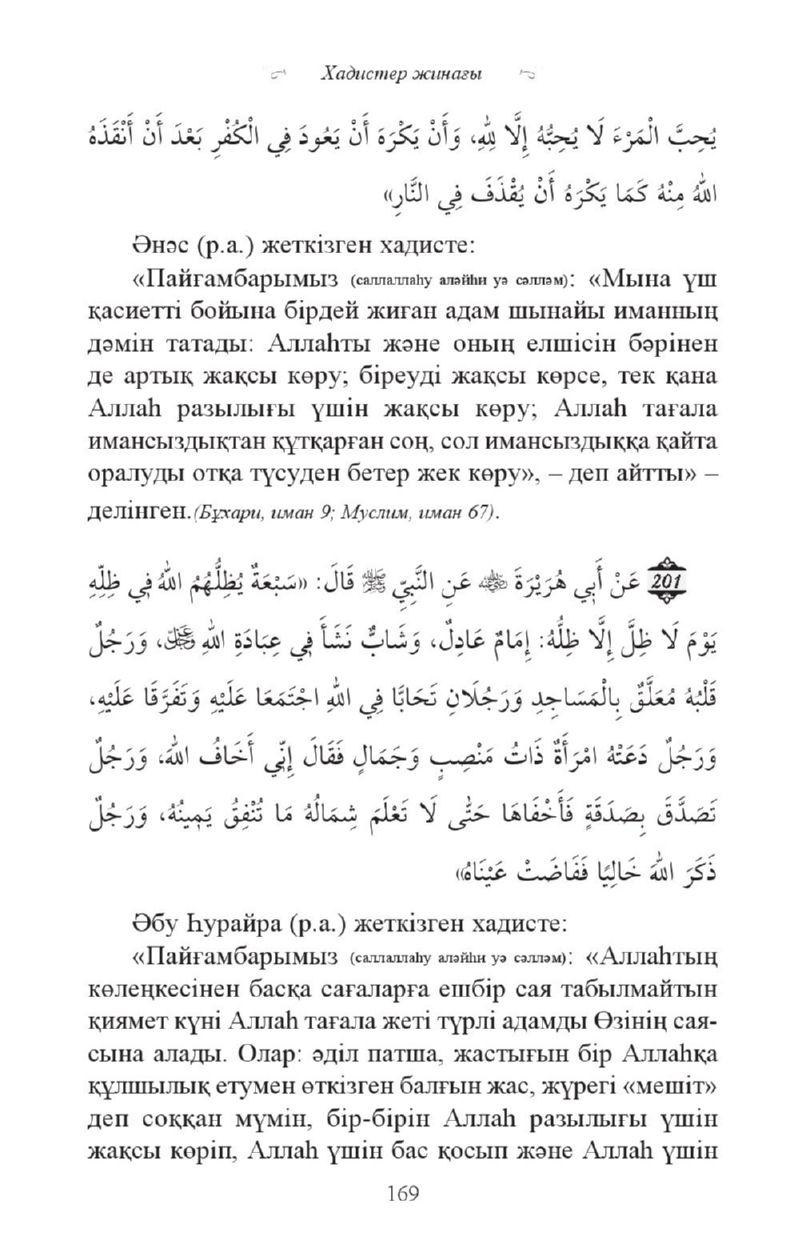 Хадистер жинағы
يُحِبَّ الْمَرْءَ لَا يُحِبُّهُ إِلَّا لِلَّهِ، وَأَنْ يَكْرَهَ أَنْ يَعُودَ فِي الْكُفْرِ بَعْدَ أَنْ أَنْقَذَهُ
اللهُ مِنْهُ كَمَا يَكْرَهُ أَنْ يُقْذَفَ فِي النَّارِ»
Әнәс (р.а.) жеткізген хадисте:
«Пайғамбарымыз (саллаллаһу аләйһи уә сәлләм): «Мына үш
қасиетті бойына бірдей жиған адам шынайы иманның
дәмін татады: Аллаһты және оның елшісін бәрінен
де артық жақсы көру; біреуді жақсы көрсе, тек қана
Аллаһ разылығы үшін жақсы көру; Аллаһ тағала
имансыздықтан құтқарған соң, сол имансыздыққа қайта
оралуды отқа түсуден бетер жек көру», – деп айтты» –
делінген.(Бұхари, иман 9; Муслим, иман 67).
201 عَنْ أَبِي هُرَيْرَةَ ﵁ عَنِ النَّبِيِّ ﷺ قَالَ: «سَبْعَةٌ يُظِلُّهُمُ اللهُ فِي ظِلِّهِ
يَوْمَ لَا ظِلَّ إِلَّا ظِلُّهُ: إِمَامٌ عَادِلٌ، وَشَابٌّ نَشَأَ فِي عِبَادَةِ اللهِ ﷿، وَرَجُلٌ
قَلْبُهُ مُعَلَّقٌ بِالْمَسَاجِدِ وَرَجُلَانِ تَحَابَّا فِي اللهِ اجْتَمَعَا عَلَيْهِ وَتَفَرَّقَا عَلَيْهِ،
وَرَجُلٌ دَعَتْهُ امْرَأَةٌ ذَاتُ مَنْصِبٍ وَجَمَالٍ فَقَالَ إِنِّي أَخَافُ اللهَ، وَرَجُلٌ
تَصَدَّقَ بِصَدَقَةٍ فَأَخْفَاهَا حَتَّى لَا تَعْلَمَ شِمَالُهُ مَا تُنْفِقُ يَمِينُهُ، وَرَجُلٌ
ذَكَرَ اللهَ خَالِيًا فَفَاضَتْ عَيْنَاهُ»
Әбу Һурайра (р.а.) жеткізген хадисте:
«Пайғамбарымыз (саллаллаһу аләйһи уә сәлләм): «Аллаһтың
көлеңкесінен басқа сағаларға ешбір сая табылмайтын
қиямет күні Аллаһ тағала жеті түрлі адамды Өзінің сая-
сына алады. Олар: әділ патша, жастығын бір Аллаһқа
құлшылық етумен өткізген балғын жас, жүрегі «мешіт»
деп соққан мүмін, бір-бірін Аллаһ разылығы үшін
жақсы көріп, Аллаһ үшін бас қосып және Аллаһ үшін
169